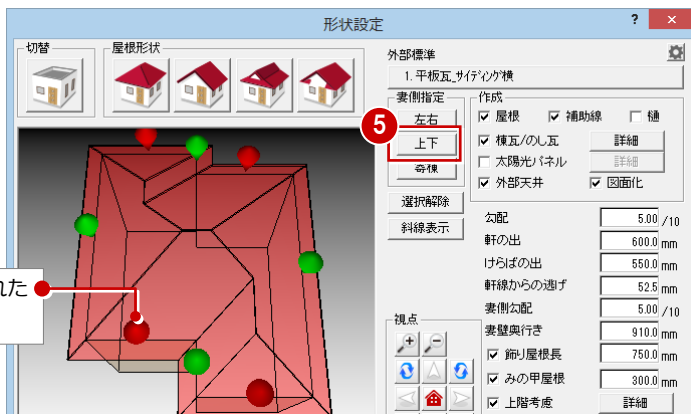 形状設定
?
×
切替
屋根形状
外部標準
1. 平板瓦_サイディング横
妻側指定
左右
5
上下
寄棟
選択解除
斜線表示
作成
屋根
補助線
樋
棟瓦/のし瓦
詳細
太陽光パネル
詳細
外部天井
図面化
勾配
5.00 /10
軒の出
600.0 mm
けらばの出
550.0 mm
軒線からの逃げ
52.5 mm
妻側勾配
5.00 /10
妻壁奥行き
910.0 mm
飾り屋根長
750.0 mm
みの甲屋根
300.0 mm
上階考慮
詳細
視点
れた